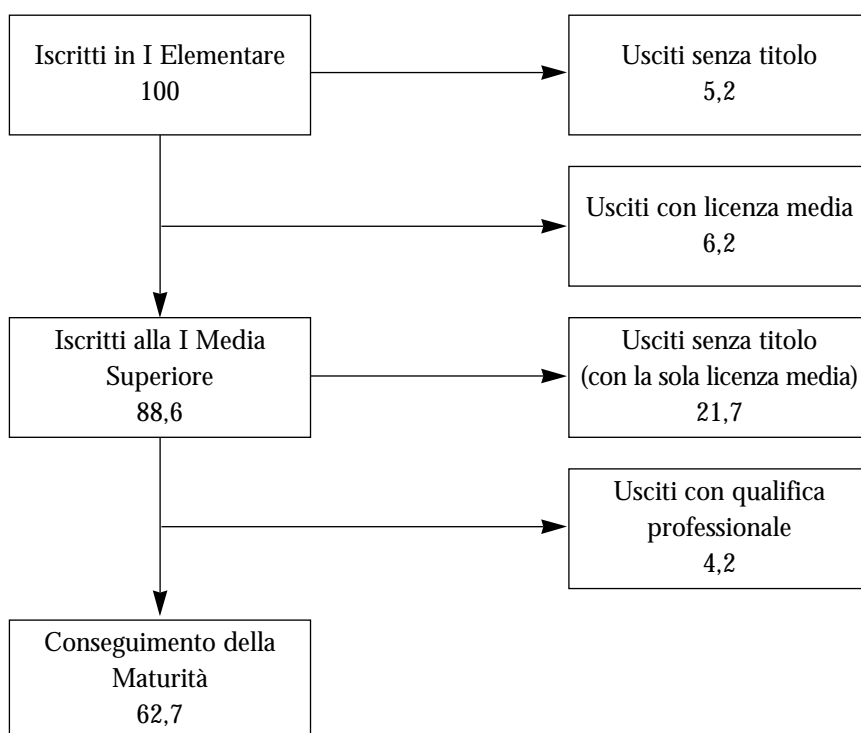 Iscritti in I Elementare
100
Usciti senza titolo
5,2
Usciti con licenza media
6,2
Iscritti alla I Media
Superiore
88,6
Usciti senza titolo
(con la sola licenza media)
21,7
Usciti con qualifica
professionale
4,2
Conseguimento della
Maturità
62,7